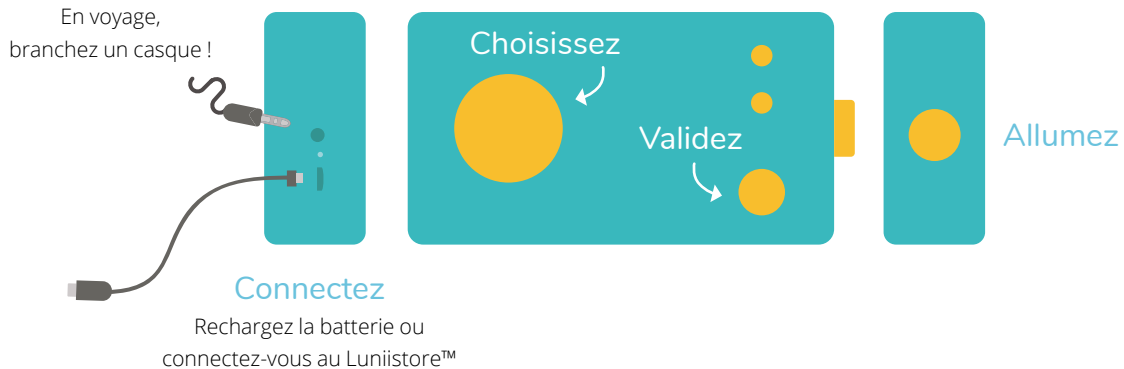 En voyage,
branchez un casque !
Choisissez
Validez
Allumez
Connectez
Rechargez la batterie ou
connectez-vous au Luniistore™